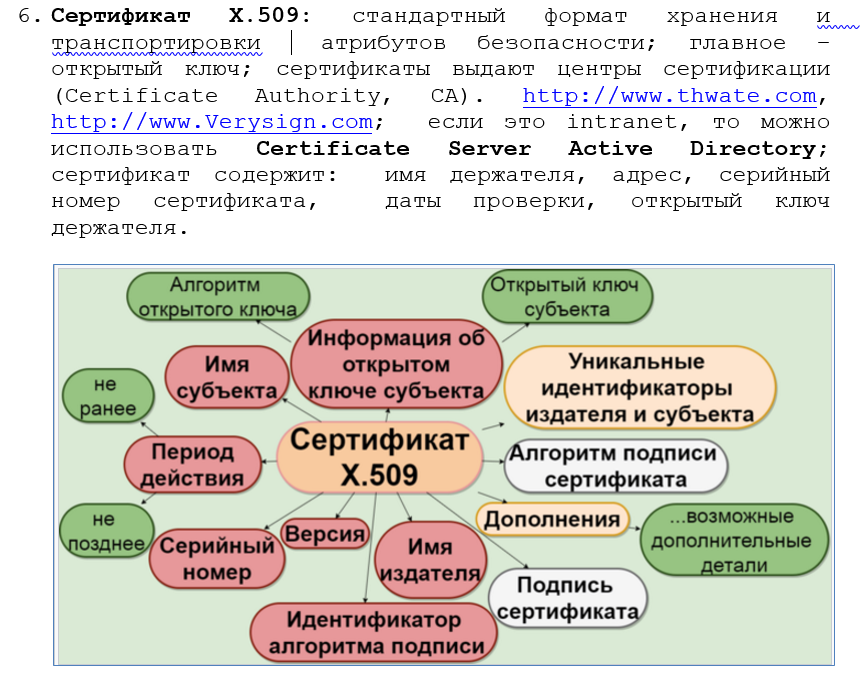 6. Сертификат X.509: стандартный формат хранения и
транспортировки | атрибутов безопасности; главное –
открытый ключ; сертификаты выдают центры сертификации
(Certificate Authority, CA). http://www.thwate.com,
http://www.Verysign.com; если это intranet, то можно
использовать Certificate Server Active Directory;
сертификат содержит: имя держателя, адрес, серийный
номер сертификата, даты проверки, открытый ключ
держателя.
Алгоритм
открытого ключа
Открытый ключ
субъекта
Информация об
открытом
ключе субъекта
Имя
субъекта
Уникальные
идентификаторы
издателя и субъекта
не
ранее
Сертификат
X.509
Период
действия
Алгоритм подписи
сертификата
не
позднее
Серийный
номер
Версия
Имя
издателя
Дополнения
...возможные
дополнительные
детали
Подпись
сертификата
Идентификатор
алгоритма подписи